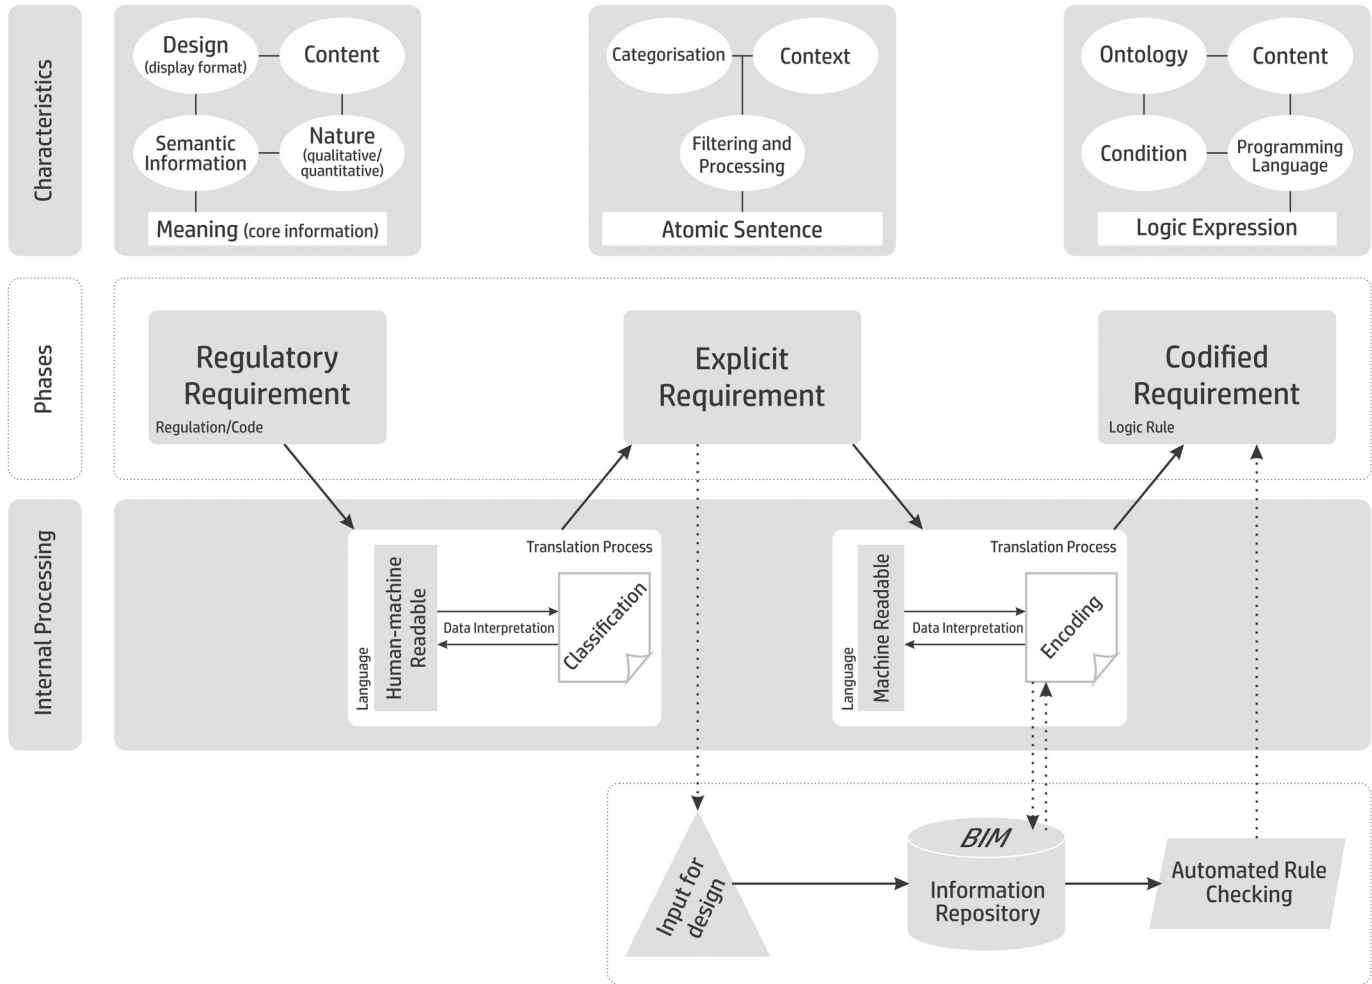 Characteristics
Design
(display format)
Content
Semantic
Information
Nature
(qualitative/
quantitative)
Meaning (core information)
Categorisation
Context
Filtering and
Processing
Atomic Sentence
Ontology
Content
Condition
Programming
Language
Logic Expression
Phases
Regulatory
Requirement
Regulation/Code
Explicit
Requirement
Codified
Requirement
Logic Rule
Internal Processing
Translation Process
Language
Human-machine
Readable
Data Interpretation
Classification
Translation Process
Language
Machine Readable
Data Interpretation
Encoding
Input for
design
BIM
Information
Repository
Automated Rule
Checking